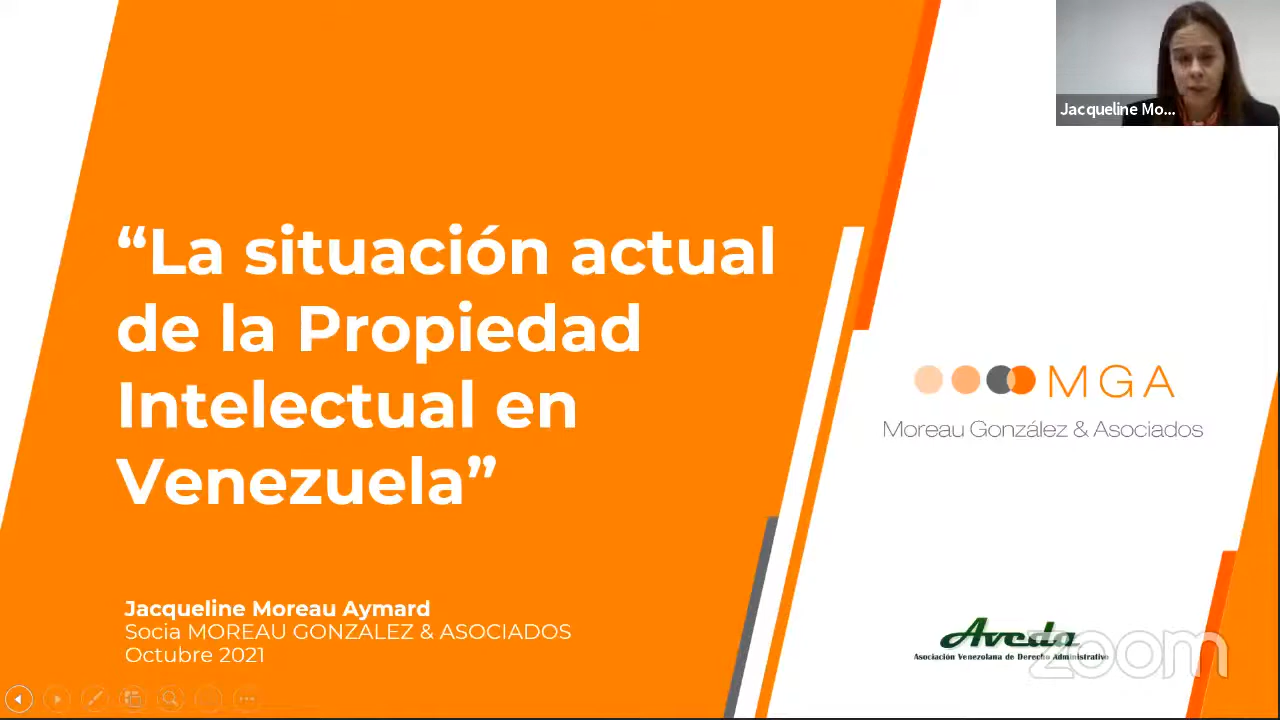 Jacqueline Mo...
“La situación actual
de la Propiedad
Intelectual en
Venezuela”
MGA
Moreau González & Asociados
Jacqueline Moreau Aymard
Socia MOREAU GONZALEZ & ASOCIADOS
Octubre 2021
Aveda
Asociación Venezolana de Derecho Administrativo
zoom